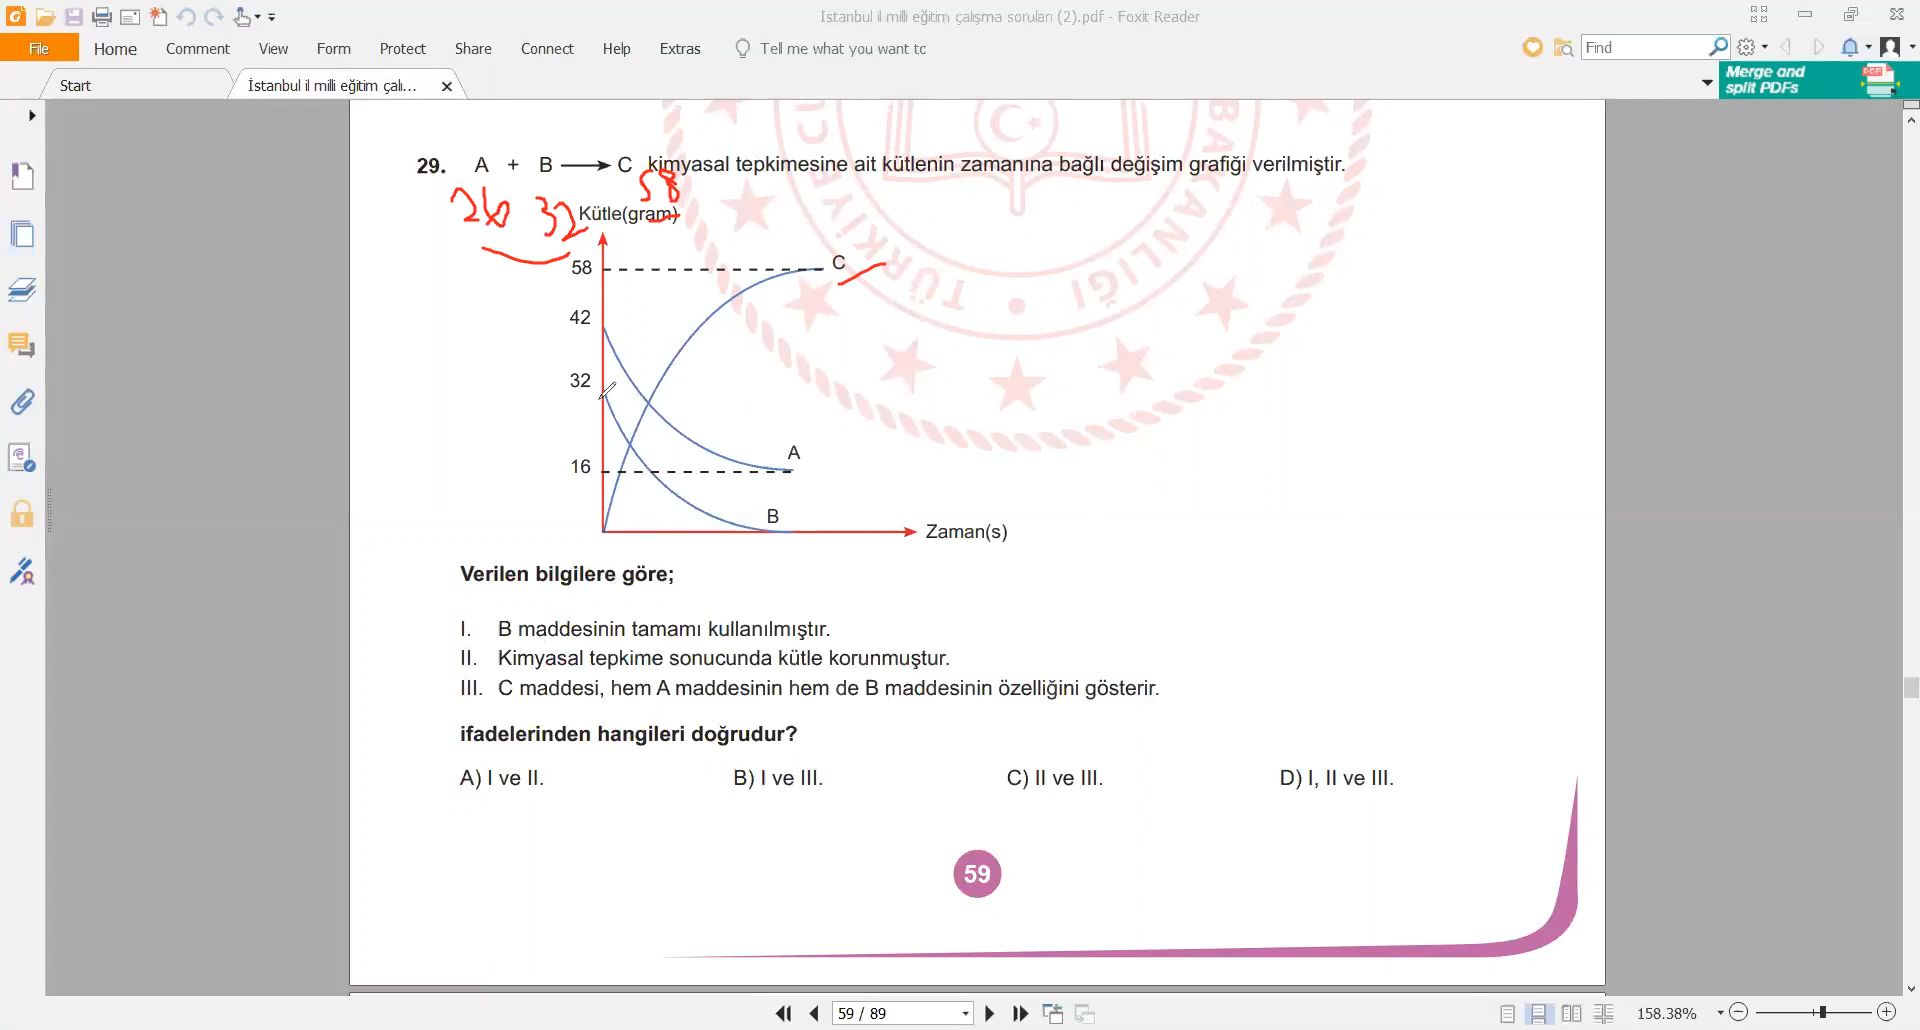 İstanbul il milli eğitim çalışma soruları (2).pdf - Foxit Reader
File Home Comment View Form Protect Share Connect Help Extras Tell me what you want to Find
Start İstanbul il milli eğitim çalı... Merge and
split PDFs
29. A + B → C kimyasal tepkimesine ait kütlenin zamanına bağlı değişim grafiği verilmiştir.
26 32 58
Kütle(gram)
58
C
42
32
A
16
B
Zaman(s)
TÜRKİYE CU
BAKANLIĞI
Verilen bilgilere göre;
I. B maddesinin tamamı kullanılmıştır.
II. Kimyasal tepkime sonucunda kütle korunmuştur.
III. C maddesi, hem A maddesinin hem de B maddesinin özelliğini gösterir.
ifadelerinden hangileri doğrudur?
A) I ve II. B) I ve III. C) II ve III. D) I, II ve III.
59
59 / 89 158.38%